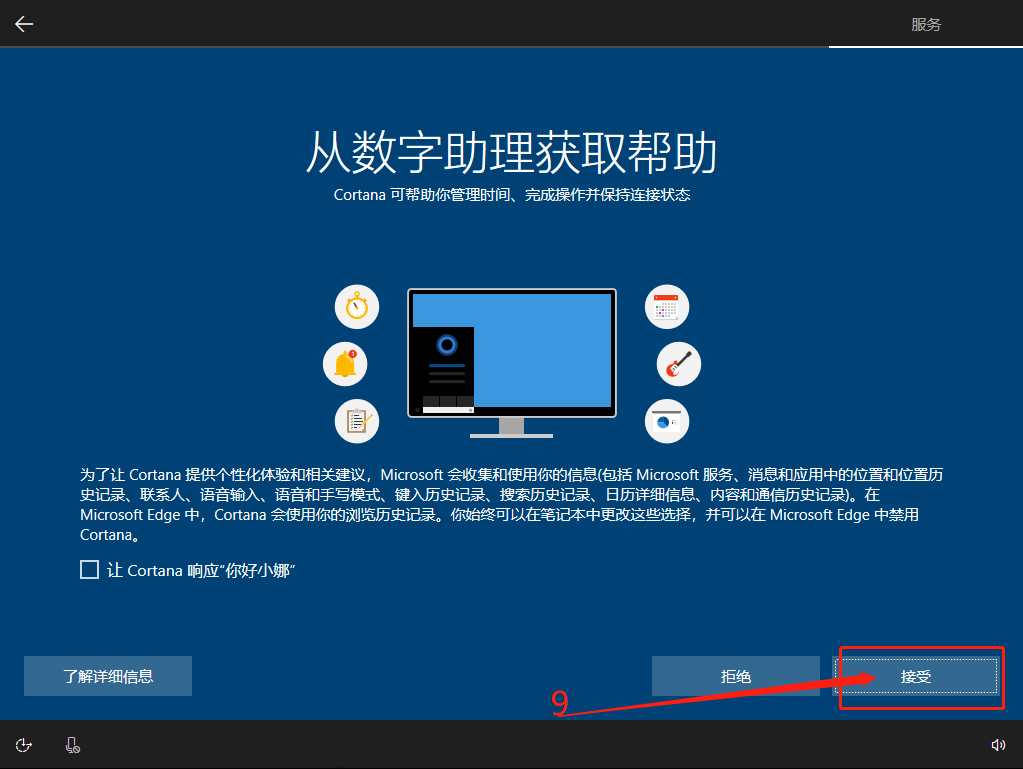 服务
从数字助理获取帮助
Cortana 可帮助你管理时间、完成操作并保持连接状态
1
为了让 Cortana 提供个性化体验和相关建议，Microsoft 会收集和使用你的信息(包括 Microsoft 服务、消息和应用中的位置和位置历
史记录、联系人、语音输入、语音和手写模式、键入历史记录、搜索历史记录、日历详细信息、内容和通信历史记录)。在
Microsoft Edge 中，Cortana 会使用你的浏览历史记录。你始终可以在笔记本中更改这些选择，并可以在 Microsoft Edge 中禁用
Cortana。
让 Cortana 响应“你好小娜”
了解详细信息
拒绝
接受
9